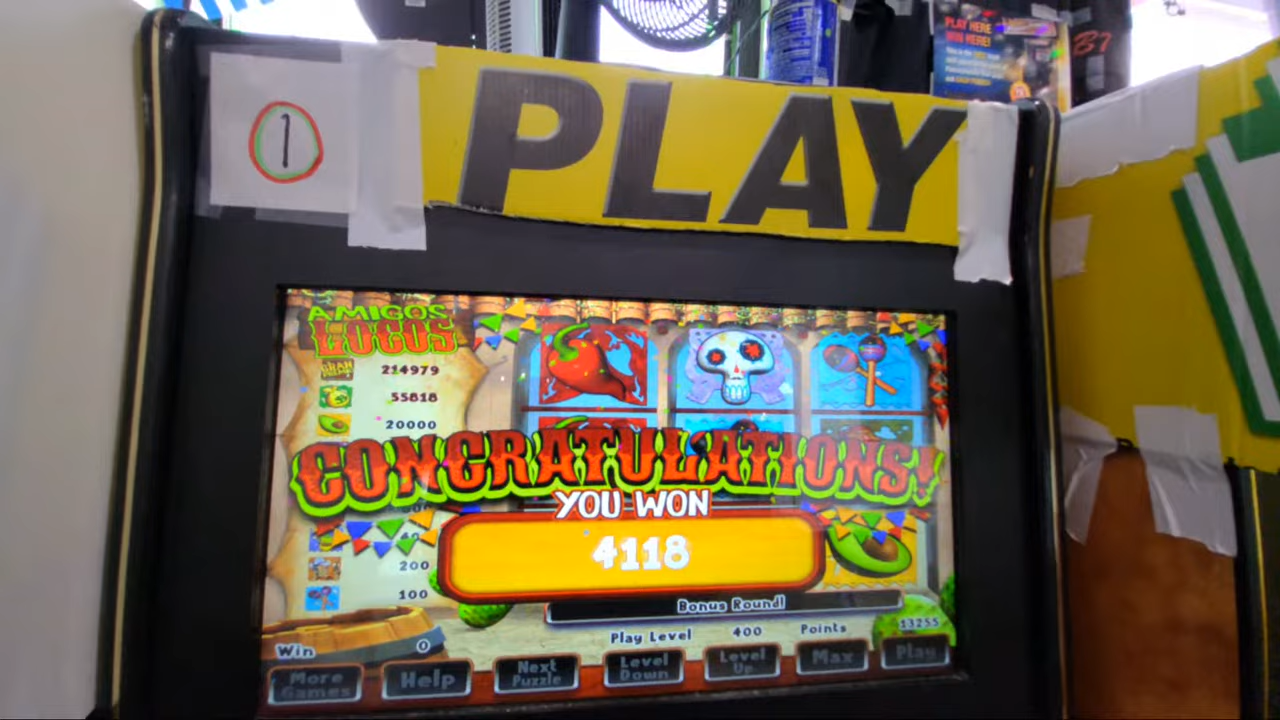 PLAY HERE
WIN HERE!
B7
1
PLAY
AMIGOS
LOCOS
214979
55818
20000
CONGRATULATIONS!
YOU WON
4118
200
100
Bonus Round!
Play Level 400 Points 13255
Win 0
More Games
Help
Next Puzzle
Level Down
Level Up
Max
Play